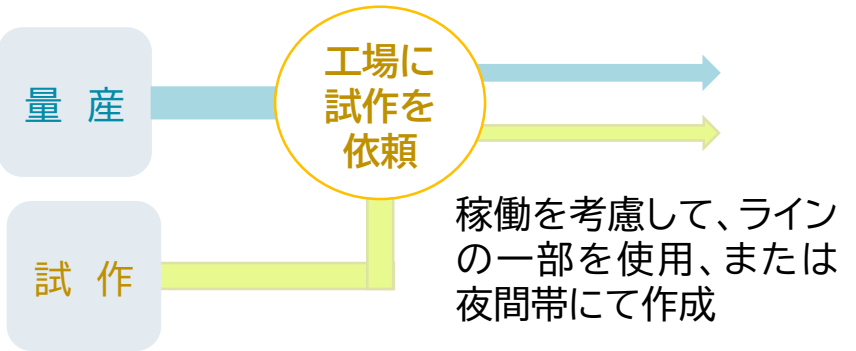 量 産
工場に
試作を
依頼
試 作
稼働を考慮して、ライン
の一部を使用、または
夜間帯にて作成